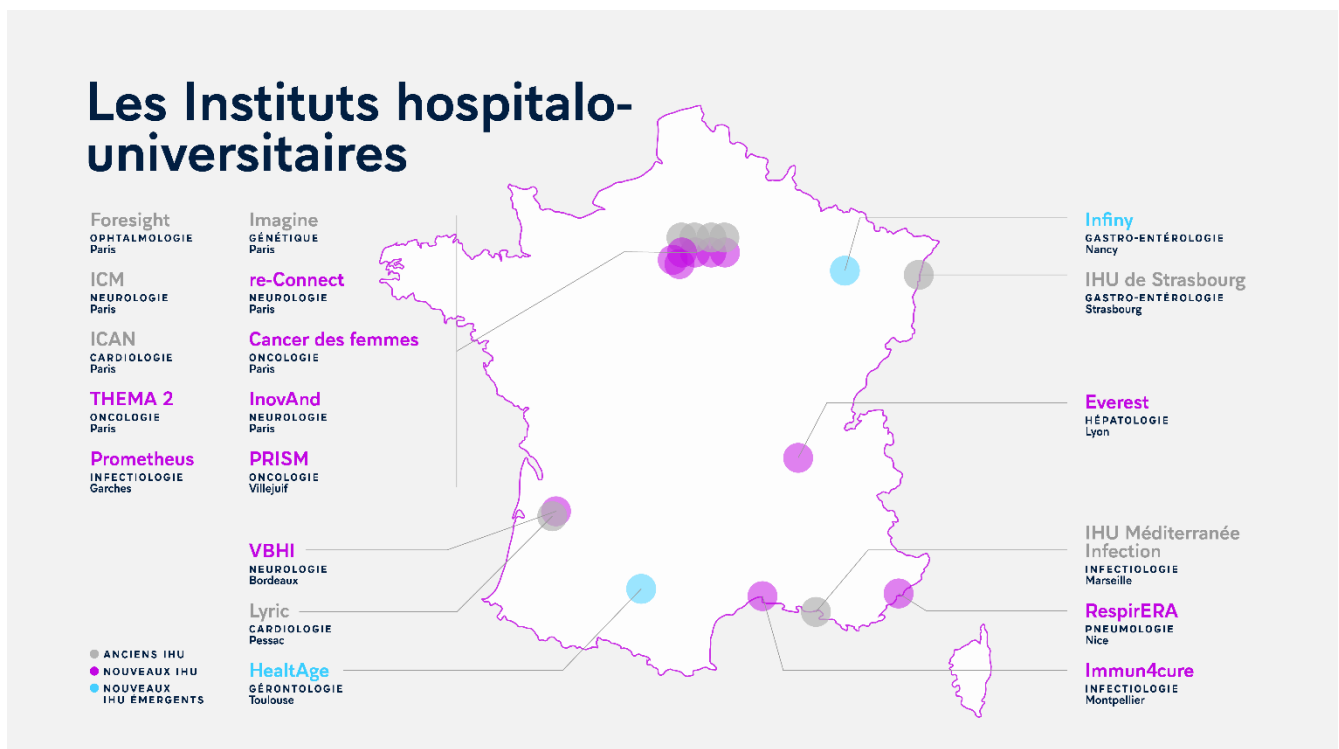 Les Instituts hospitalo-
universitaires
Foresight
OPHTALMOLOGIE
Paris
ICM
NEUROLOGIE
Paris
ICAN
CARDIOLOGIE
Paris
THEMA 2
ONCOLOGIE
Paris
Prometheus
INFECTIOLOGIE
Garches
Imagine
GÉNÉTIQUE
Paris
re-Connect
NEUROLOGIE
Paris
Cancer des femmes
ONCOLOGIE
Paris
InovAnd
NEUROLOGIE
Paris
PRISM
ONCOLOGIE
Villejuif
VBHI
NEUROLOGIE
Bordeaux
Lyric
CARDIOLOGIE
Pessac
HealtAge
GÉRONTOLOGIE
Toulouse
ANCIENS IHU
NOUVEAUX IHU
NOUVEAUX
IHU ÉMERGENTS
Infiny
GASTRO-ENTÉROLOGIE
Nancy
IHU de Strasbourg
GASTRO-ENTÉROLOGIE
Strasbourg
Everest
HÉPATOLOGIE
Lyon
IHU Méditerranée
Infection
INFECTIOLOGIE
Marseille
RespirERA
PNEUMOLOGIE
Nice
Immun4cure
INFECTIOLOGIE
Montpellier